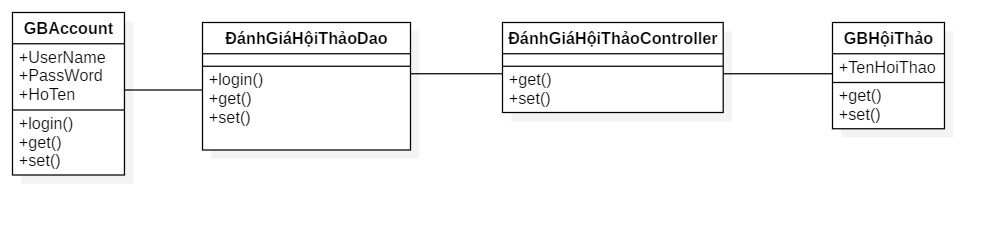 GBAccount
+UserName
+PassWord
+HoTen
+login()
+get()
+set()
ĐánhGiáHộiThảoDao
+login()
+get()
+set()
ĐánhGiáHộiThảoController
+get()
+set()
GBHộiThảo
+TenHoiThao
+get()
+set()